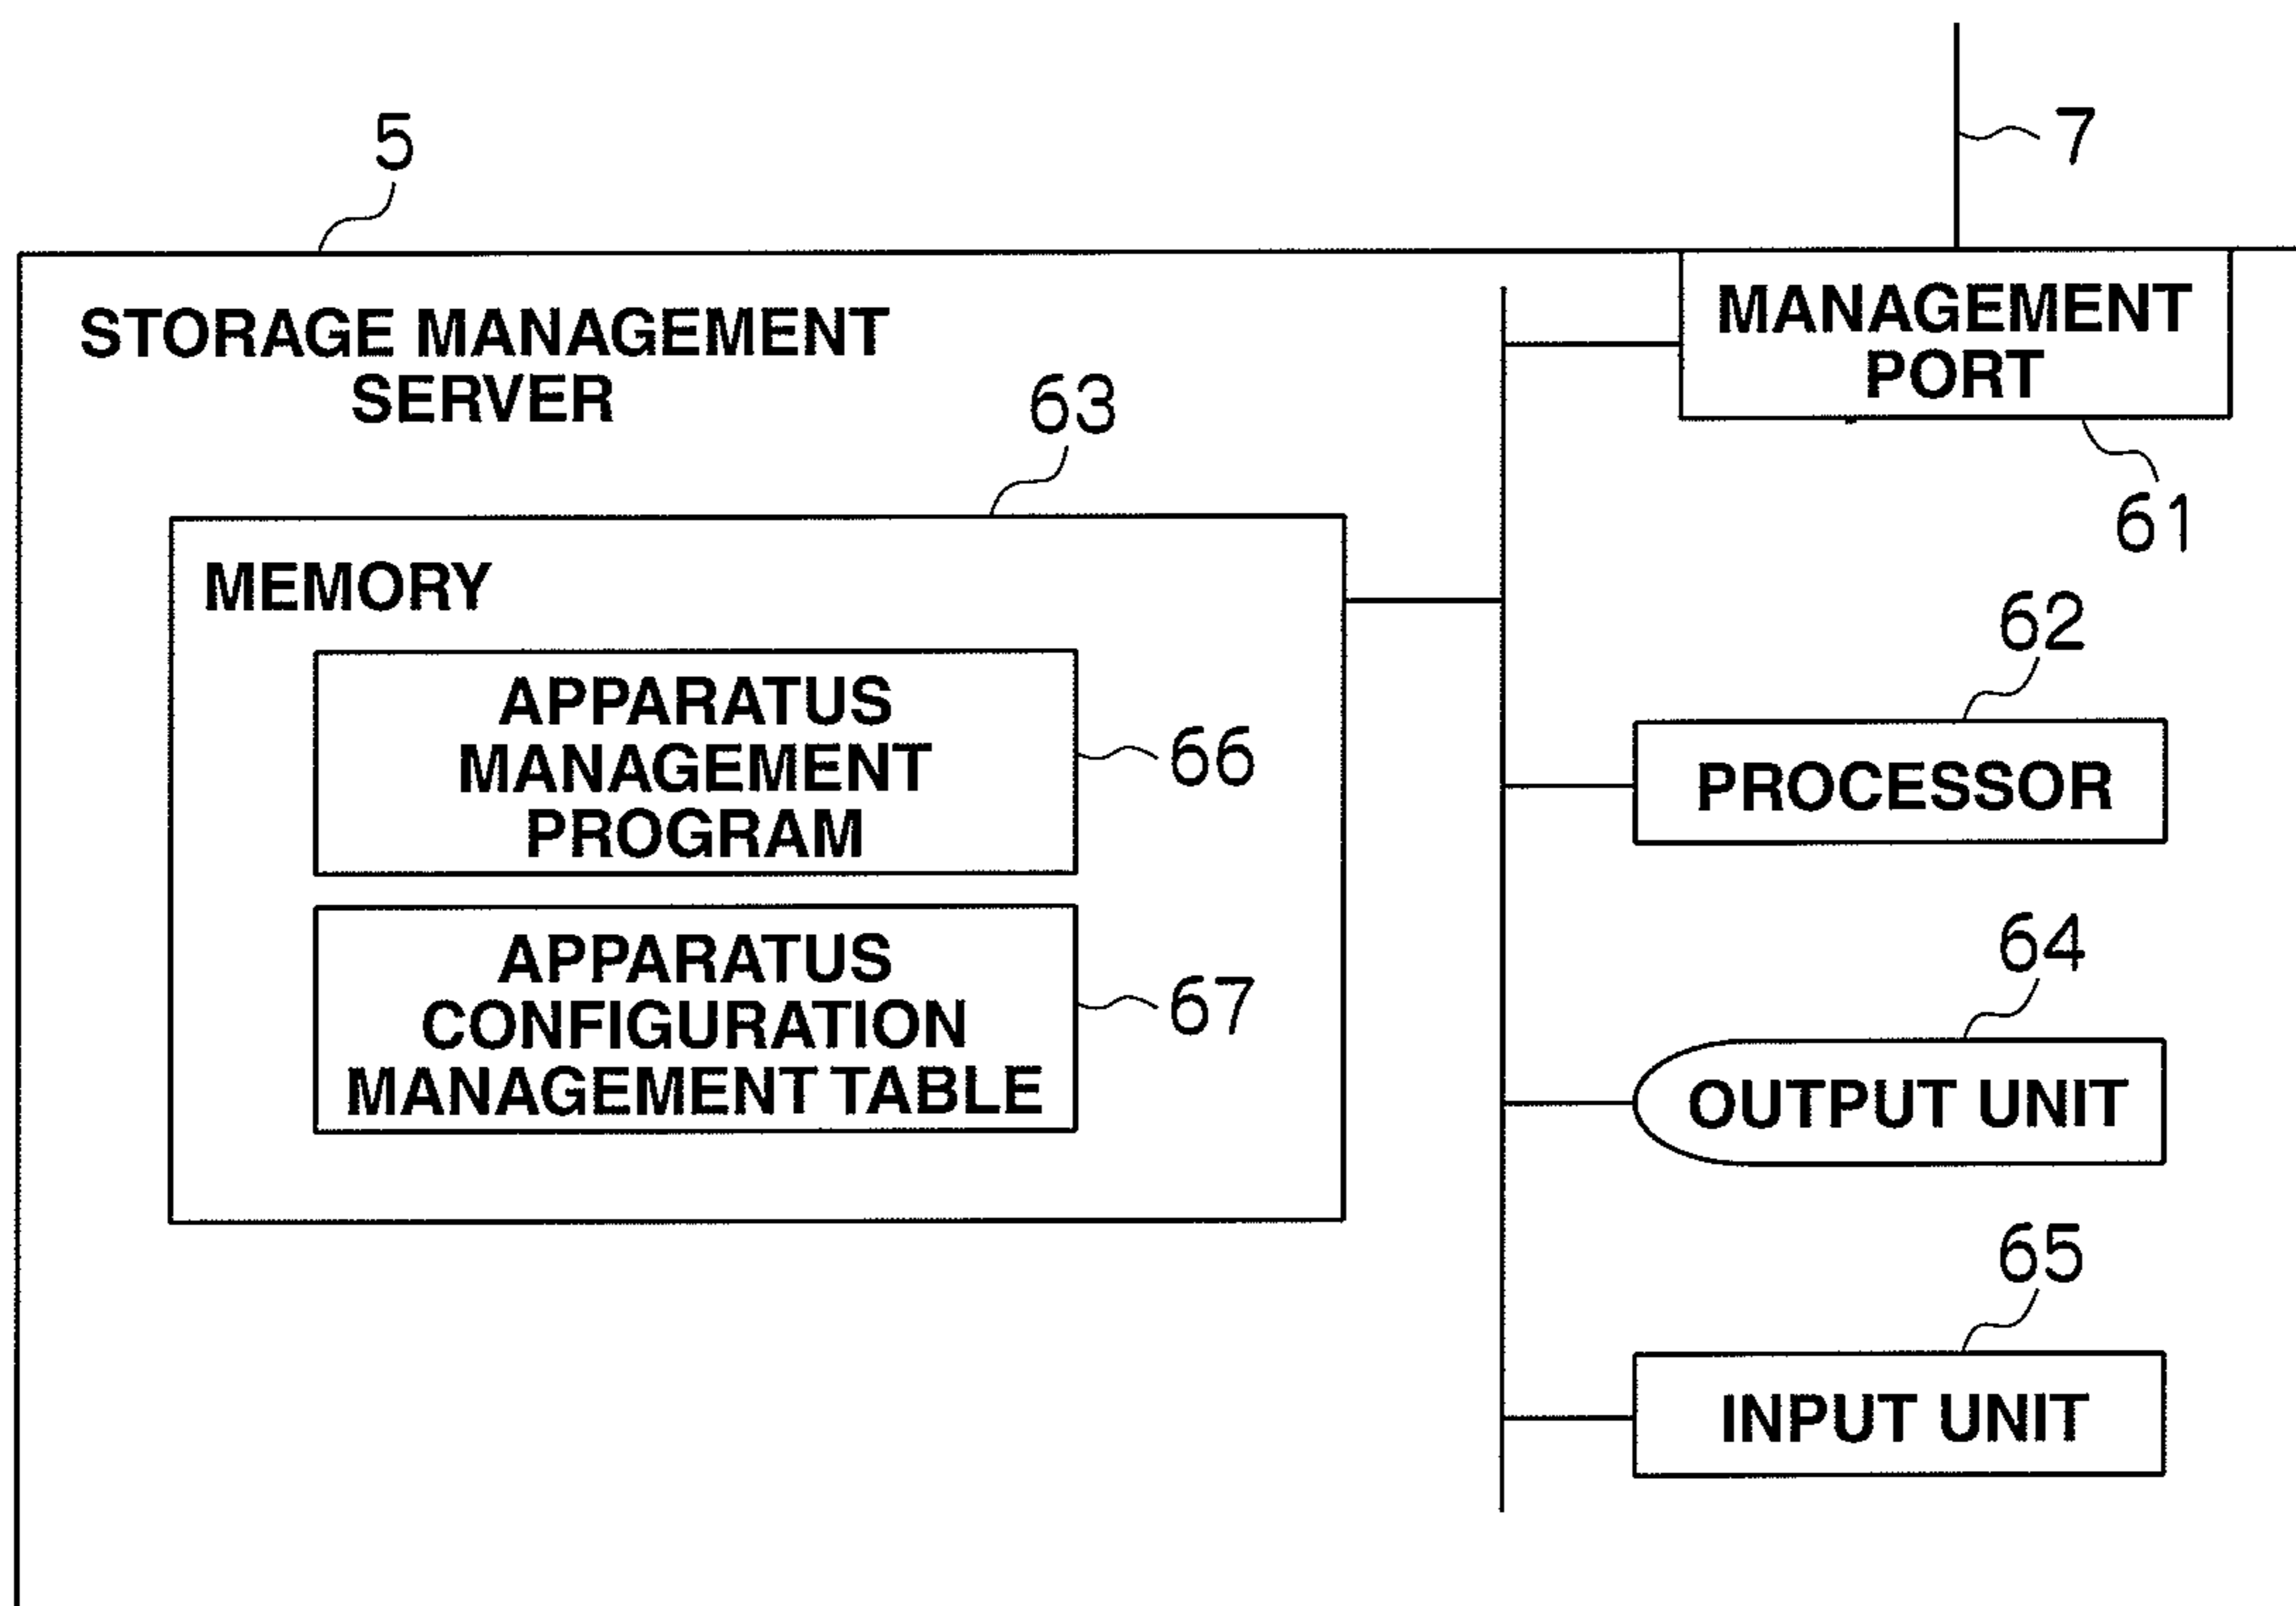 5
7
STORAGE MANAGEMENT
SERVER
MANAGEMENT
PORT
61
63
MEMORY
APPARATUS
MANAGEMENT
PROGRAM
66
APPARATUS
CONFIGURATION
MANAGEMENT TABLE
67
62
PROCESSOR
64
OUTPUT UNIT
65
INPUT UNIT